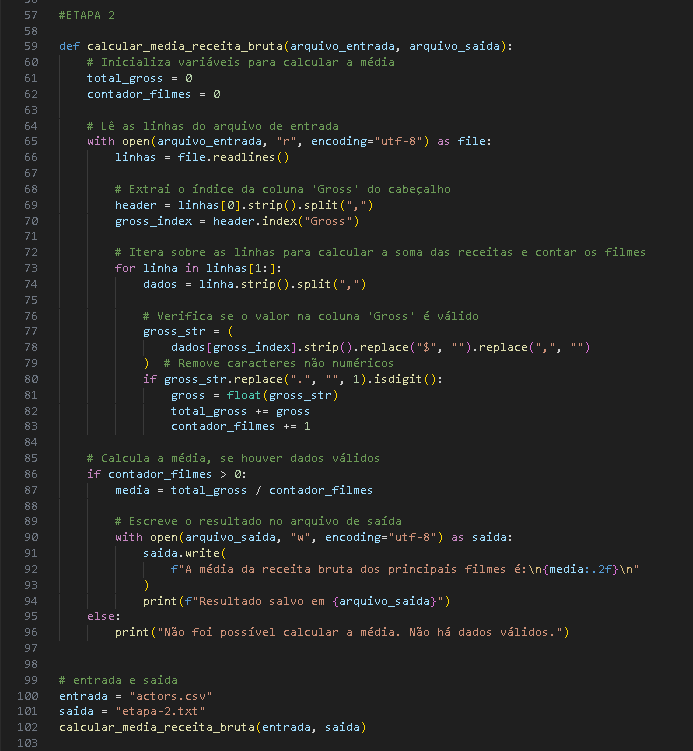 57 #ETAPA 2
58
59 def calcular_media_receita_bruta(arquivo_entrada, arquivo_saida):
60     # Inicializa variáveis para calcular a média
61     total_gross = 0
62     contador_filmes = 0
63
64     # Lê as linhas do arquivo de entrada
65     with open(arquivo_entrada, "r", encoding="utf-8") as file:
66         linhas = file.readlines()
67
68         # Extrai o índice da coluna 'Gross' do cabeçalho
69         header = linhas[0].strip().split(",")
70         gross_index = header.index("Gross")
71
72         # Itera sobre as linhas para calcular a soma das receitas e contar os filmes
73         for linha in linhas[1:]:
74             dados = linha.strip().split(",")
75
76             # Verifica se o valor na coluna 'Gross' é válido
77             gross_str = (
78                 dados[gross_index].strip().replace("$", "").replace(",", "")
79             )  # Remove caracteres não numéricos
80             if gross_str.replace(".", "", 1).isdigit():
81                 gross = float(gross_str)
82                 total_gross += gross
83                 contador_filmes += 1
84
85     # Calcula a média, se houver dados válidos
86     if contador_filmes > 0:
87         media = total_gross / contador_filmes
88
89         # Escreve o resultado no arquivo de saída
90         with open(arquivo_saida, "w", encoding="utf-8") as saida:
91             saida.write(
92                 f"A média da receita bruta dos principais filmes é:\n{media:.2f}\n"
93             )
94             print(f"Resultado salvo em {arquivo_saida}")
95     else:
96         print("Não foi possível calcular a média. Não há dados válidos.")
97
98
99 # entrada e saida
100 entrada = "actors.csv"
101 saida = "etapa-2.txt"
102 calcular_media_receita_bruta(entrada, saida)
103